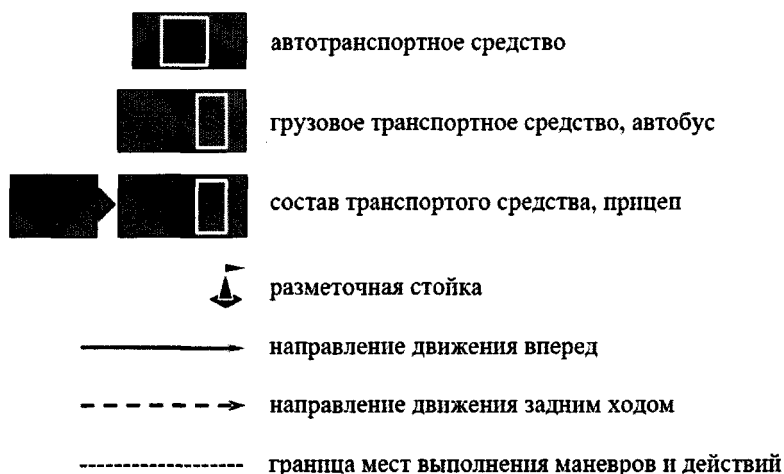 автотранспортное средство
грузовое транспортное средство, автобус
состав транспортого средства, прицеп
разметочная стойка
направление движения вперед
направление движения задним ходом
граница мест выполнения маневров и действий